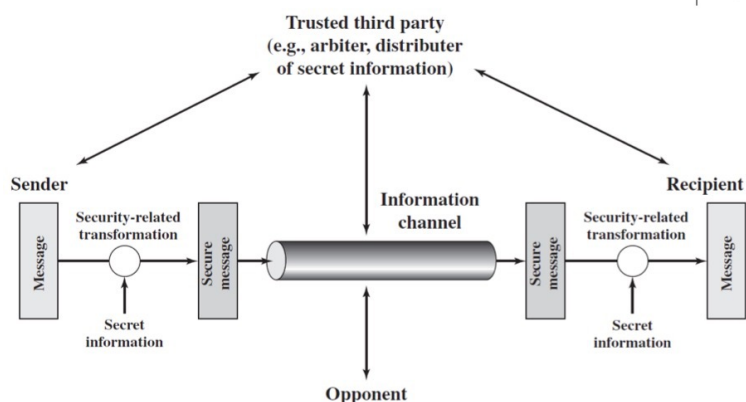 Trusted third party
(e.g., arbiter, distributer
of secret information)
Sender
Recipient
Information
channel
Message
Security-related
transformation
Secure
message
Secure
message
Security-related
transformation
Message
Secret
information
Secret
information
Opponent